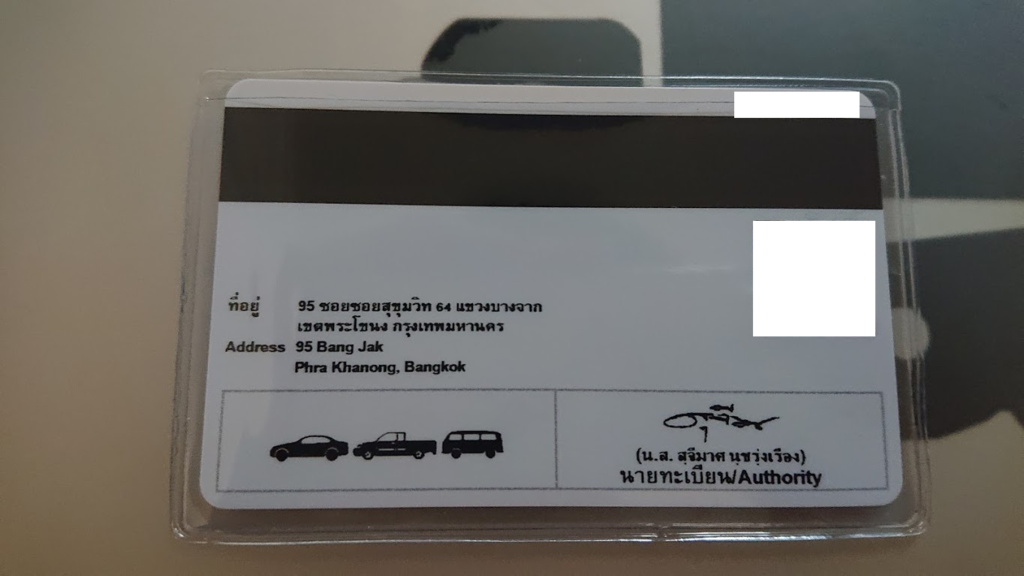 ที่อยู่ 95 ซอยซอยสุขุมวิท 64 แขวงบางจาก
เขตพระโขนง กรุงเทพมหานคร
Address 95 Bang Jak
Phra Khanong, Bangkok
(น.ส. สุจีมาศ นุชรุ่งเรือง)
นายทะเบียน/Authority